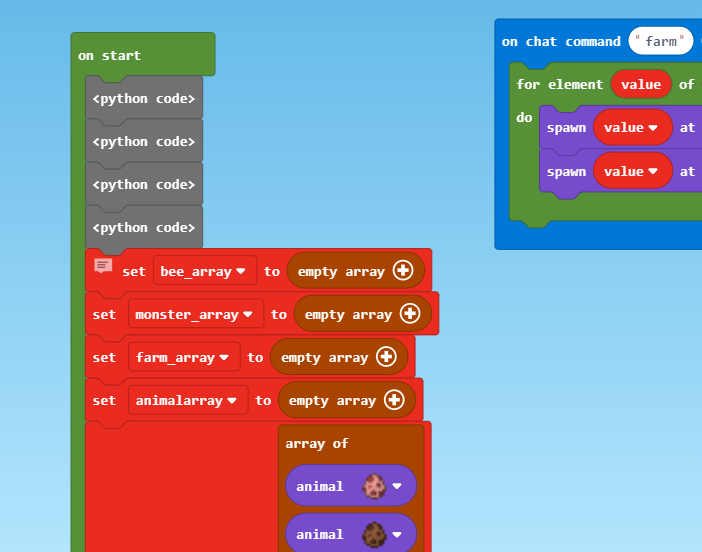 on start
<python code>
<python code>
<python code>
<python code>
set bee_array to empty array
set monster_array to empty array
set farm_array to empty array
set animalarray to empty array
array of
animal
animal
on chat command "farm"
for element value of
do
spawn value at
spawn value at